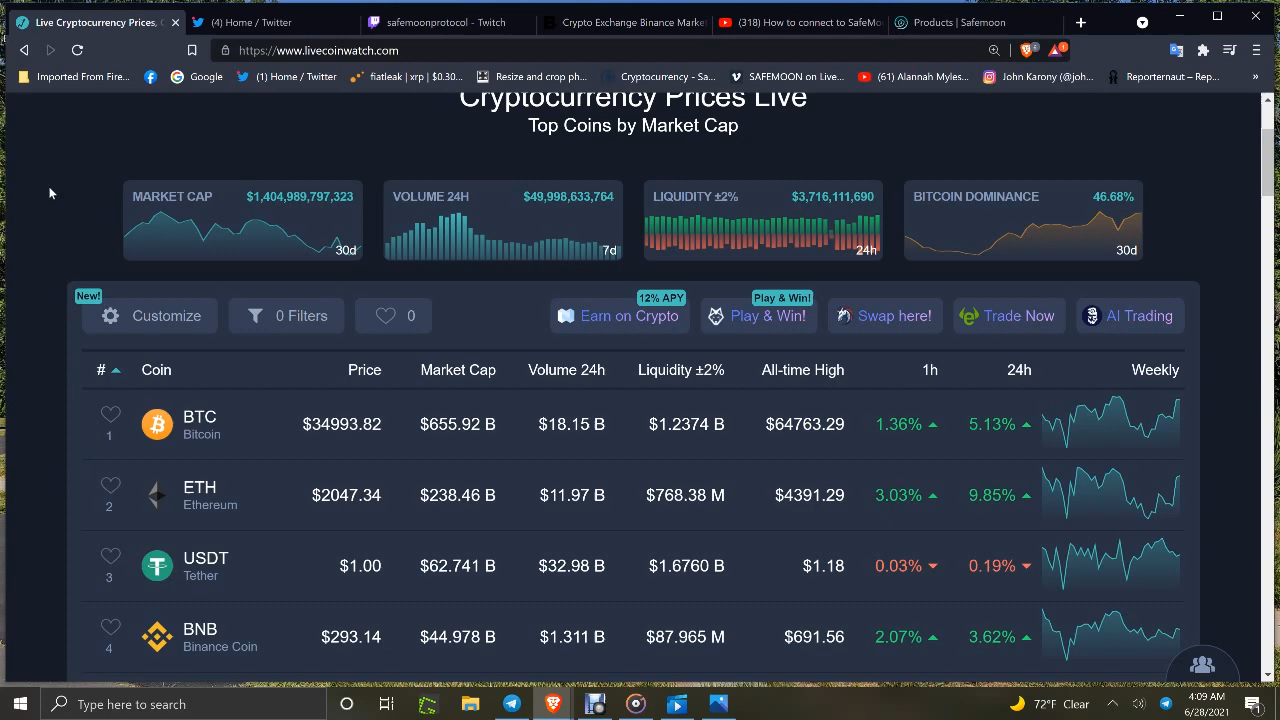 Live Cryptocurrency Prices, C
(4) Home / Twitter
safemoonprotocol - Twitch
Crypto Exchange Binance Market
(318) How to connect to SafeMo
Products | Safemoon
https://www.livecoinwatch.com
Imported From Fire...
Google
(1) Home / Twitter
fiatleak | xrp | $0.30...
Resize and crop ph...
Cryptocurrency - Sa...
SAFEMOON on Live...
(61) Alannah Myles...
John Karony (@joh...
Reporternaut – Rep...
Cryptocurrency Prices Live
Top Coins by Market Cap
MARKET CAP $1,404,989,797,323
30d
VOLUME 24H $49,998,633,764
7d
LIQUIDITY ±2% $3,716,111,690
24h
BITCOIN DOMINANCE 46.68%
30d
New!
Customize
0 Filters
0
12% APY
Earn on Crypto
Play & Win!
Play & Win!
Swap here!
Trade Now
AI Trading
# Coin Price Market Cap Volume 24h Liquidity ±2% All-time High 1h 24h Weekly
1 BTC Bitcoin $34993.82 $655.92 B $18.15 B $1.2374 B $64763.29 1.36% 5.13%
2 ETH Ethereum $2047.34 $238.46 B $11.97 B $768.38 M $4391.29 3.03% 9.85%
3 USDT Tether $1.00 $62.741 B $32.98 B $1.6760 B $1.18 0.03% 0.19%
4 BNB Binance Coin $293.14 $44.978 B $1.311 B $87.965 M $691.56 2.07% 3.62%
Type here to search
72°F Clear
4:09 AM
6/28/2021